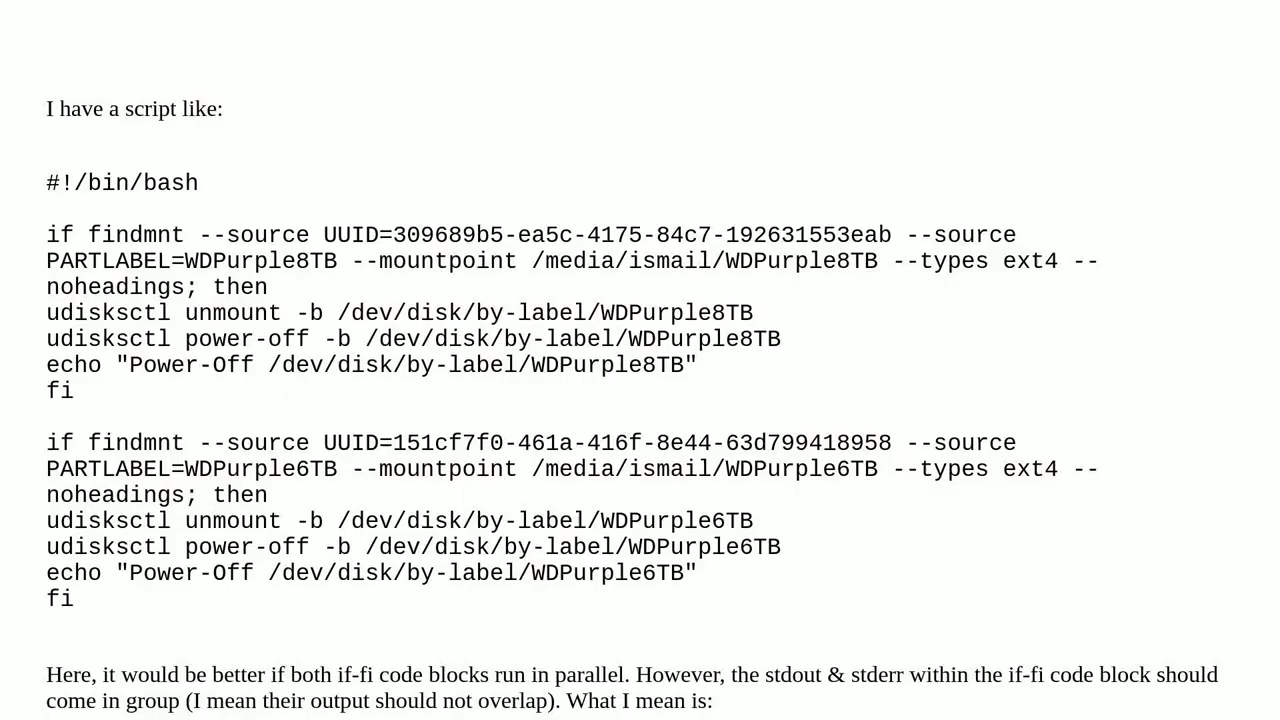 I have a script like:
#!/bin/bash
if findmnt --source UUID=309689b5-ea5c-4175-84c7-192631553eab --source
PARTLABEL=WDPurple8TB --mountpoint /media/ismail/WDPurple8TB --types ext4 --
noheadings; then
udisksctl unmount -b /dev/disk/by-label/WDPurple8TB
udisksctl power-off -b /dev/disk/by-label/WDPurple8TB
echo "Power-Off /dev/disk/by-label/WDPurple8TB"
fi
if findmnt --source UUID=151cf7f0-461a-416f-8e44-63d799418958 --source
PARTLABEL=WDPurple6TB --mountpoint /media/ismail/WDPurple6TB --types ext4 --
noheadings; then
udisksctl unmount -b /dev/disk/by-label/WDPurple6TB
udisksctl power-off -b /dev/disk/by-label/WDPurple6TB
echo "Power-Off /dev/disk/by-label/WDPurple6TB"
fi
Here, it would be better if both if-fi code blocks run in parallel. However, the stdout & stderr within the if-fi code block should
come in group (I mean their output should not overlap). What I mean is: